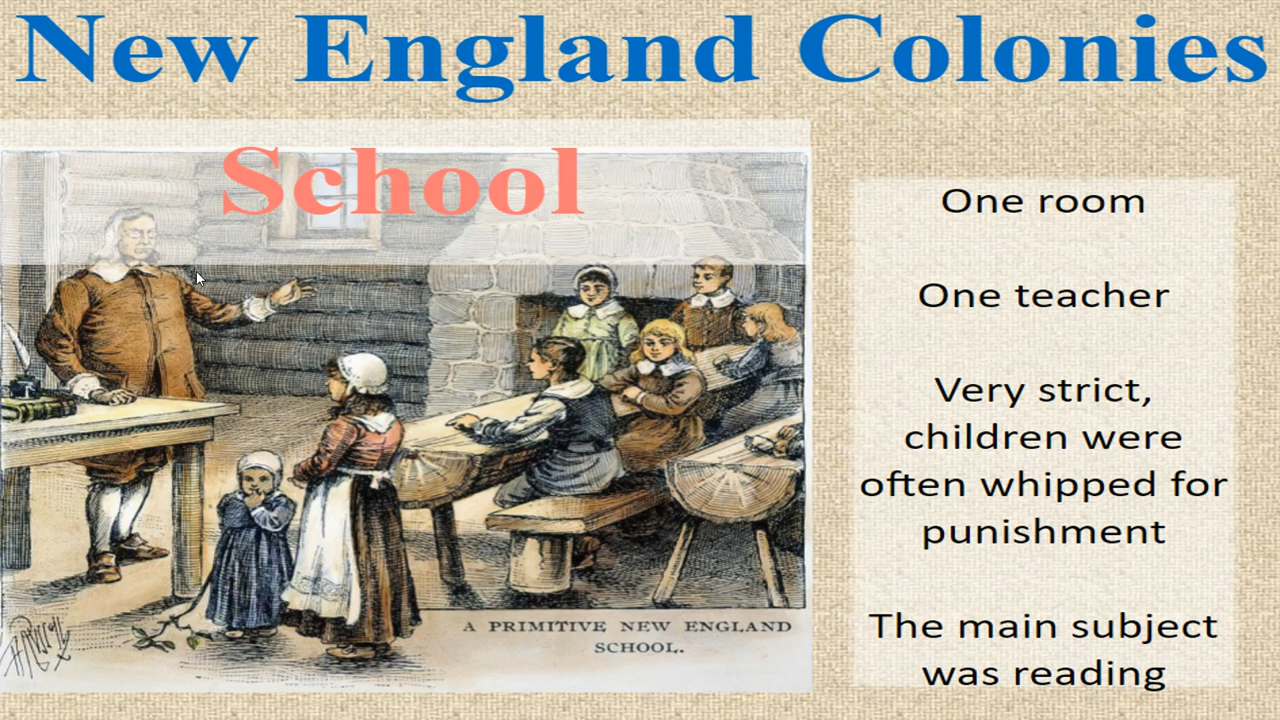 New England Colonies
School
One room
One teacher
Very strict,
children were
often whipped for
punishment
The main subject
was reading
A PRIMITIVE NEW ENGLAND
SCHOOL.